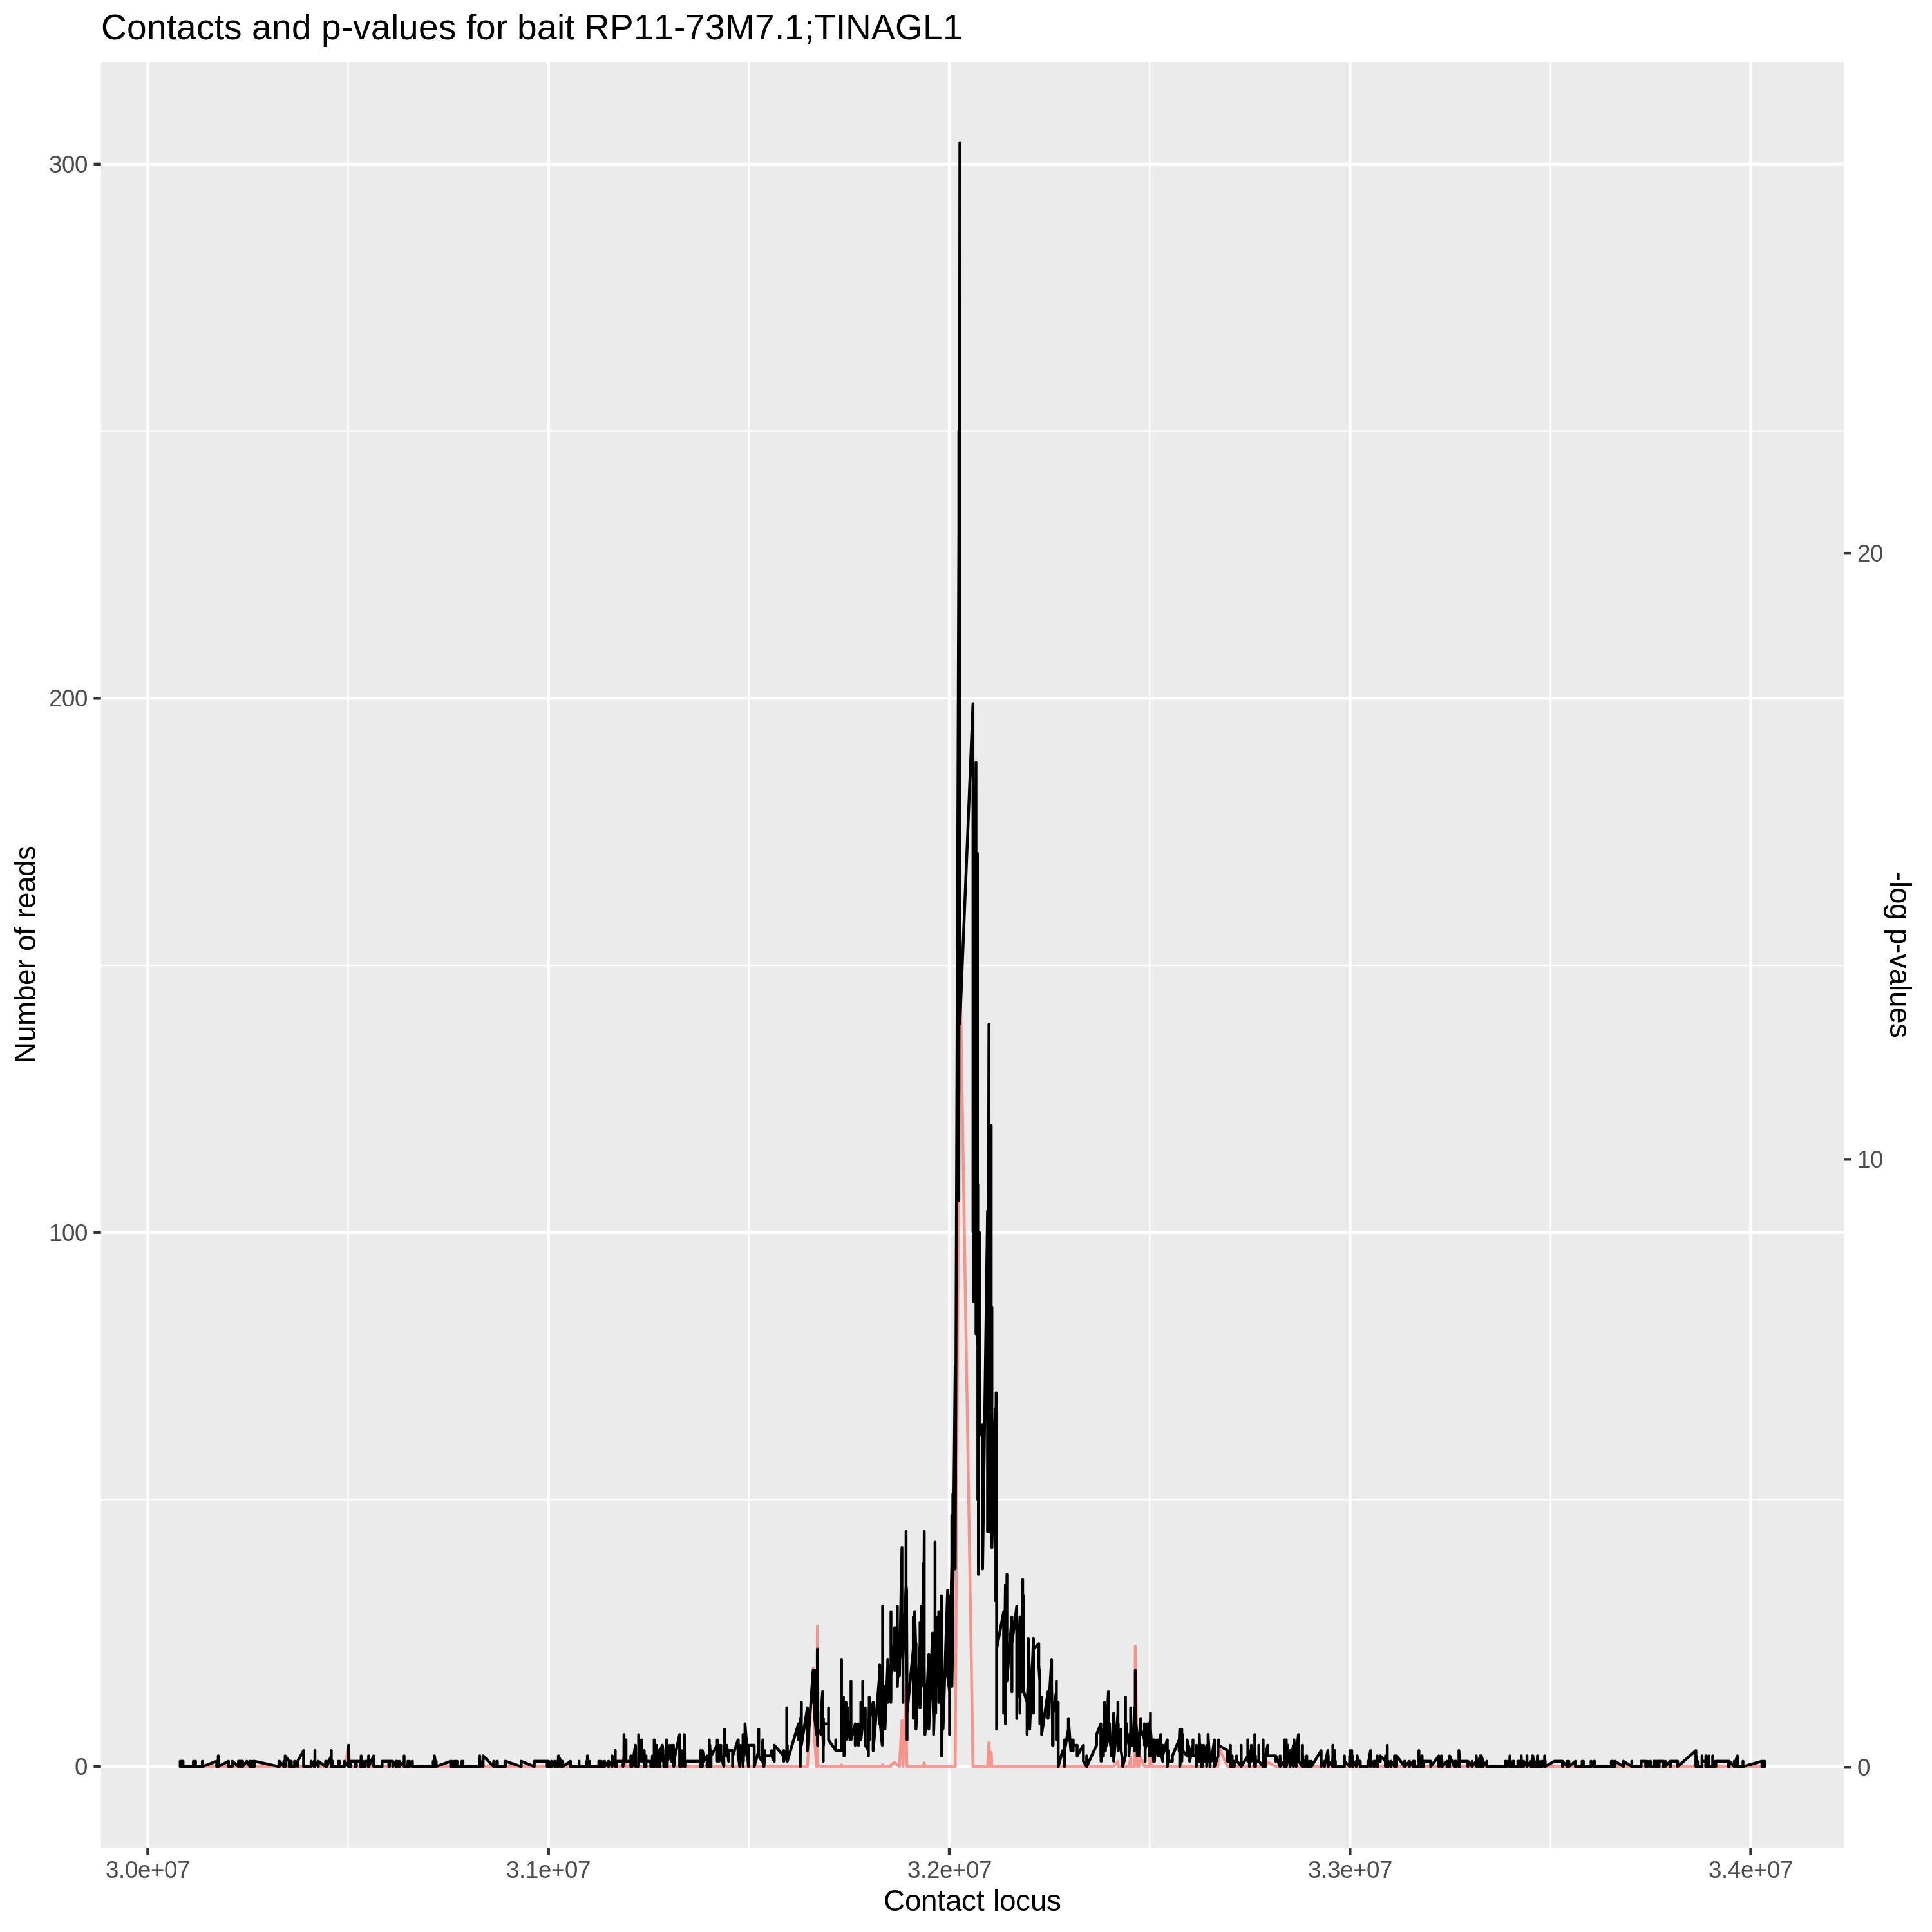 Contacts and p-values for bait RP11-73M7.1;TINAGL1
300
200
100
0
Number of reads
20
10
0
-log p-values
3.0e+07 3.1e+07 3.2e+07 3.3e+07 3.4e+07
Contact locus